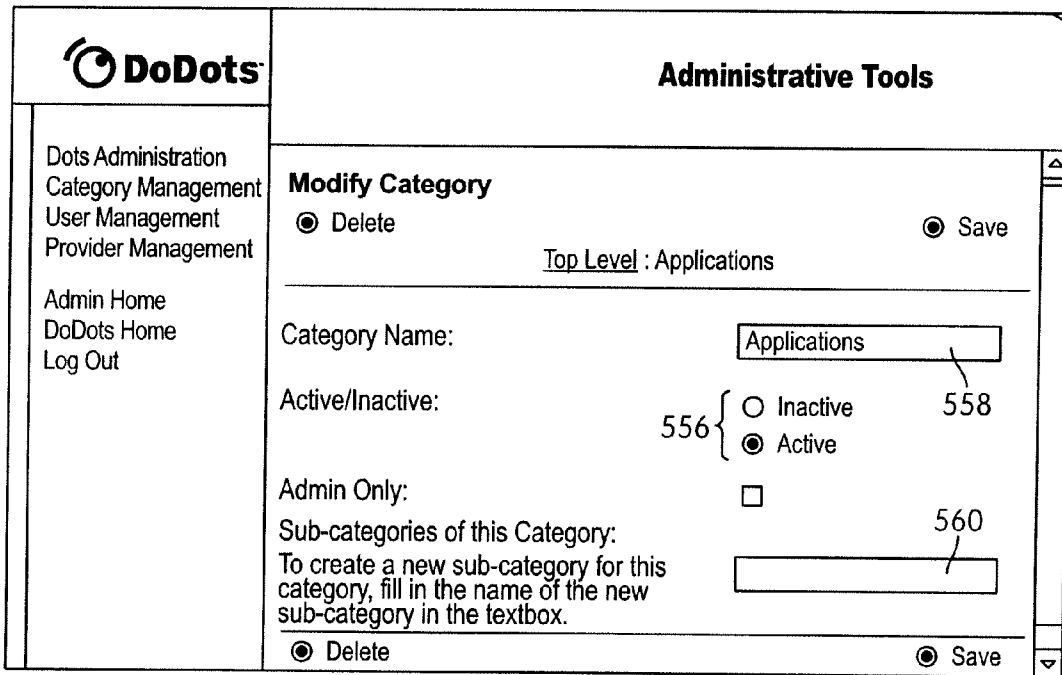 DoDots
Administrative Tools
Dots Administration
Category Management
User Management
Provider Management
Admin Home
DoDots Home
Log Out
Modify Category
Delete
Save
Top Level : Applications
Category Name:
Applications
558
Active/Inactive:
556
Inactive
Active
Admin Only:
Sub-categories of this Category:
560
To create a new sub-category for this
category, fill in the name of the new
sub-category in the textbox.
Delete
Save